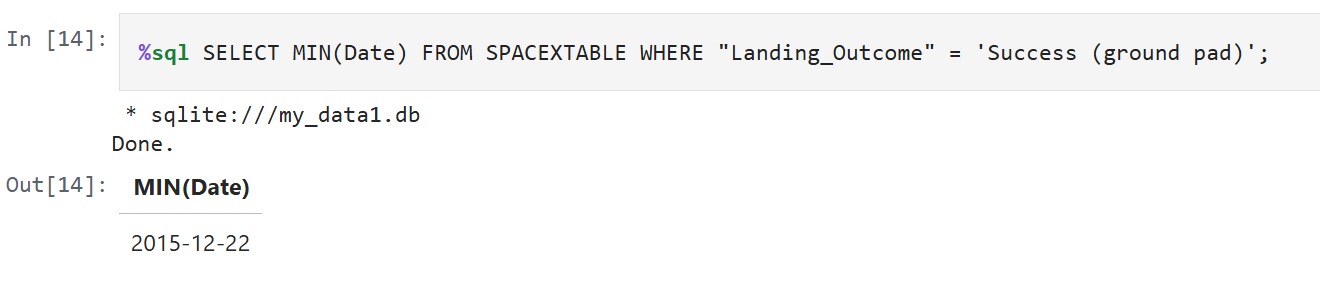 In [14]: %sql SELECT MIN(Date) FROM SPACEXTABLE WHERE "Landing_Outcome" = 'Success (ground pad)';
* sqlite:///my_data1.db
Done.
Out[14]: MIN(Date)
2015-12-22